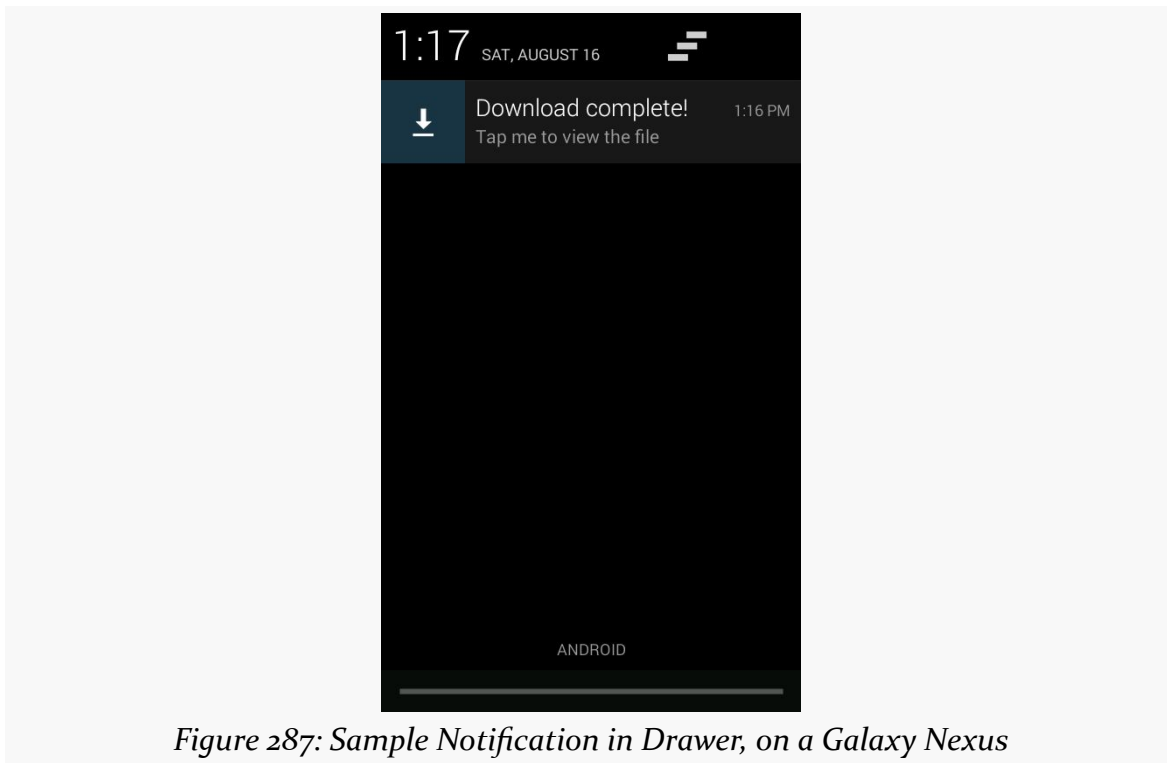 1:17 SAT, AUGUST 16
Download complete! 1:16 PM
Tap me to view the file
ANDROID
Figure 287: Sample Notification in Drawer, on a Galaxy Nexus